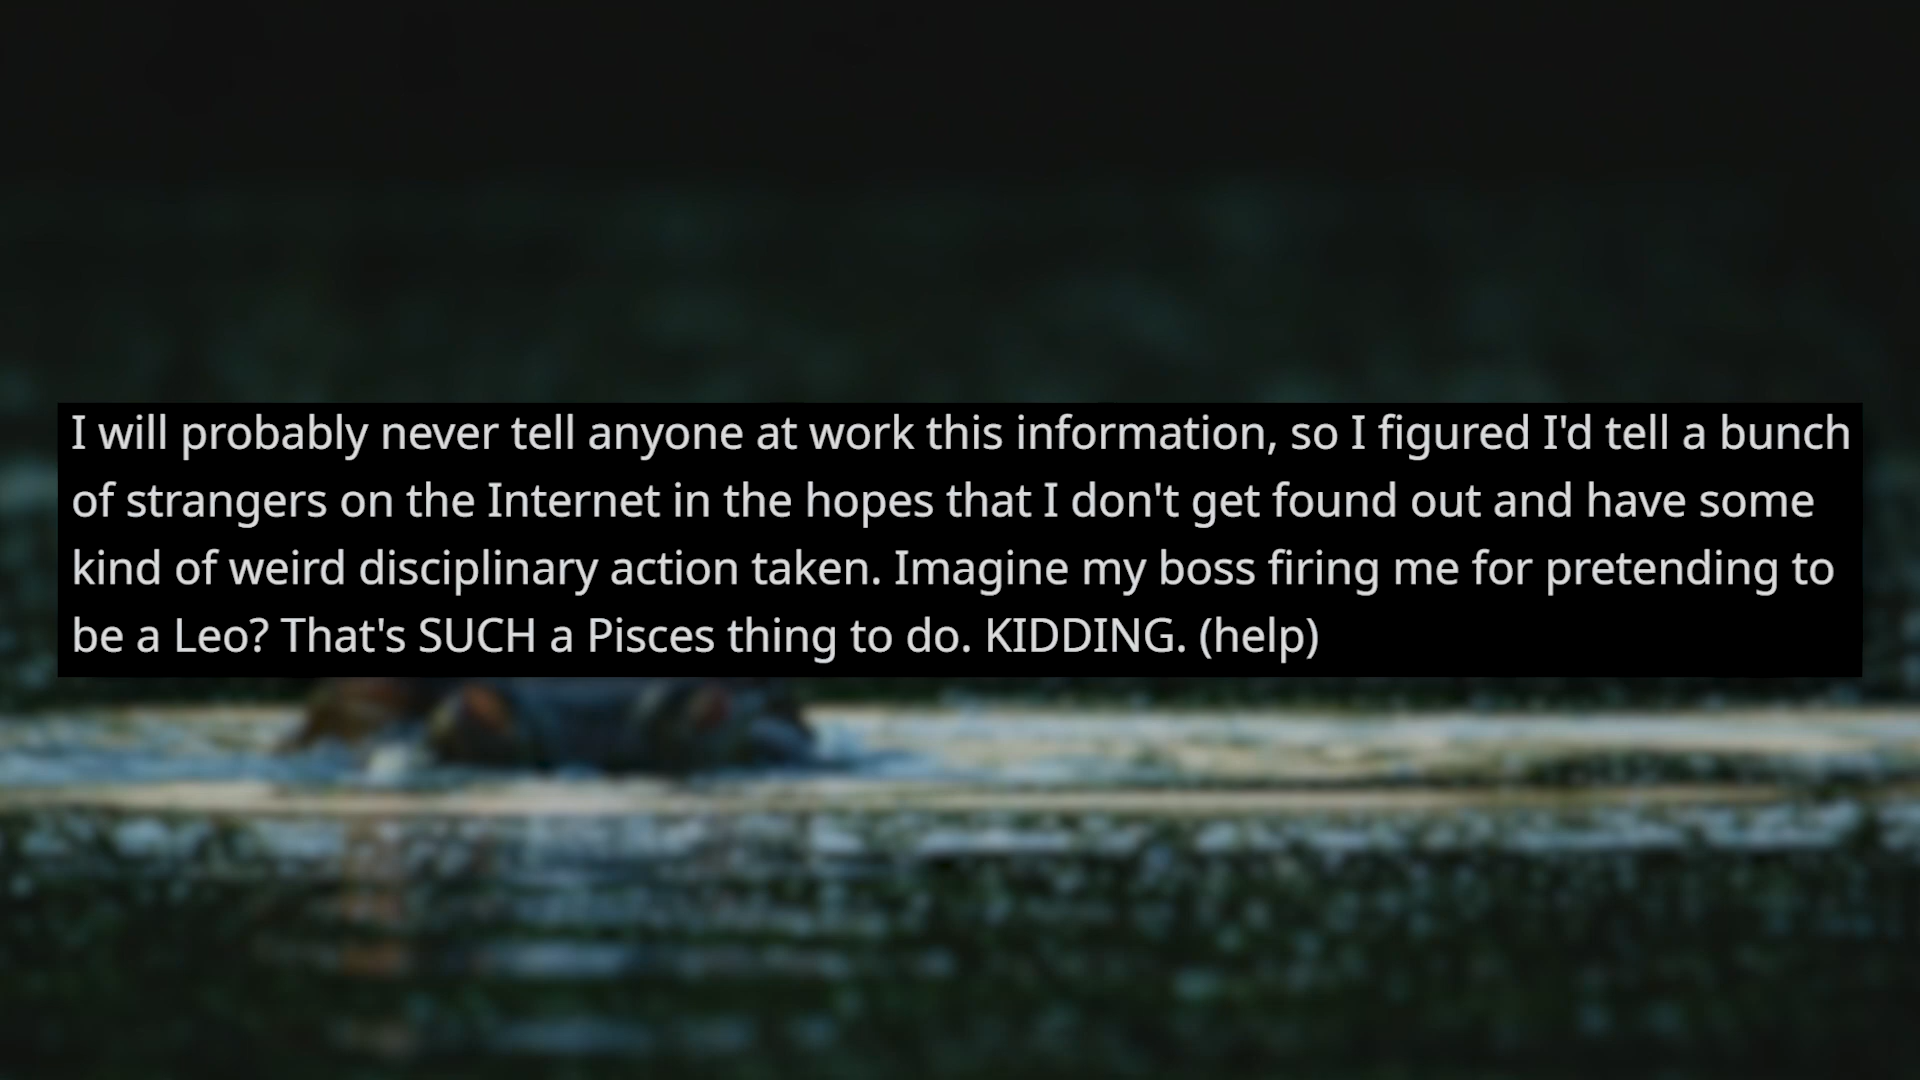 I will probably never tell anyone at work this information, so I figured I'd tell a bunch
of strangers on the Internet in the hopes that I don't get found out and have some
kind of weird disciplinary action taken. Imagine my boss firing me for pretending to
be a Leo? That's SUCH a Pisces thing to do. KIDDING. (help)